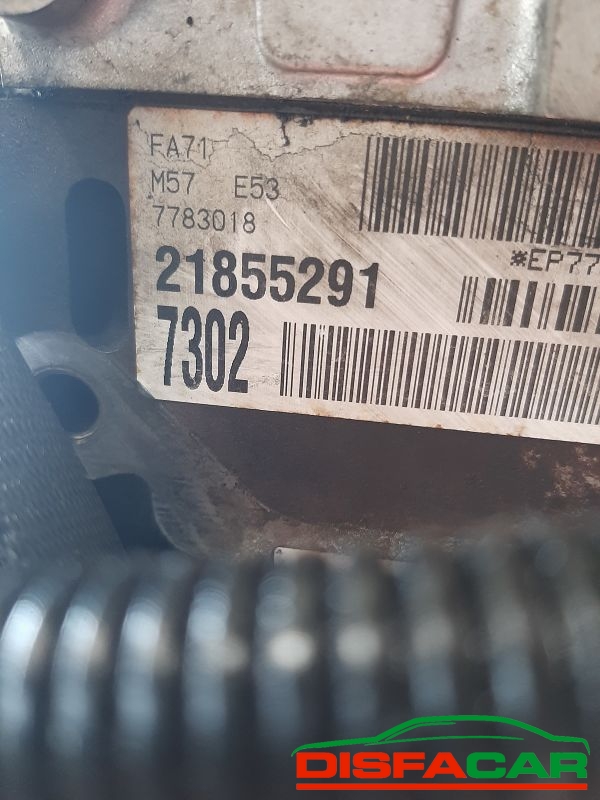 FA71
M57 E53
7783018
*EP77
21855291
7302
DISFACAR